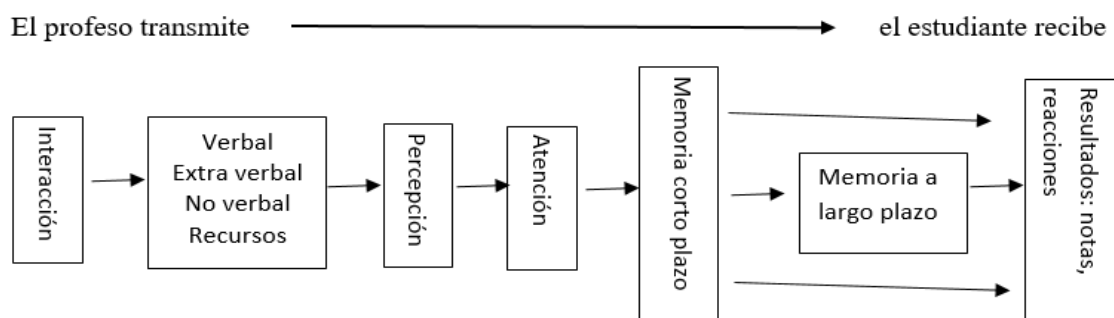 El profeso transmite
el estudiante recibe
Interacción
Verbal
Extra verbal
No verbal
Recursos
Percepción
Atención
Memoria corto plazo
Memoria a
largo plazo
Resultados: notas,
reacciones